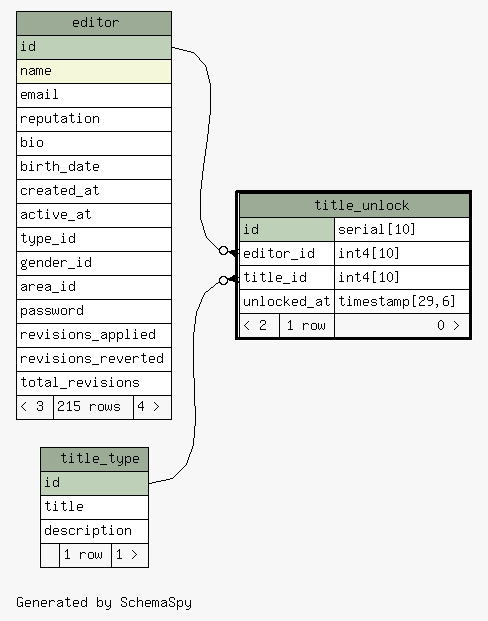 editor
id
name
email
reputation
bio
birth_date
created_at
active_at
type_id
gender_id
area_id
password
revisions_applied
revisions_reverted
total_revisions
< 3 215 rows 4 >
title_unlock
id serial[10]
editor_id int4[10]
title_id int4[10]
unlocked_at timestamp[29,6]
< 2 1 row 0 >
title_type
id
title
description
1 row 1 >
Generated by SchemaSpy